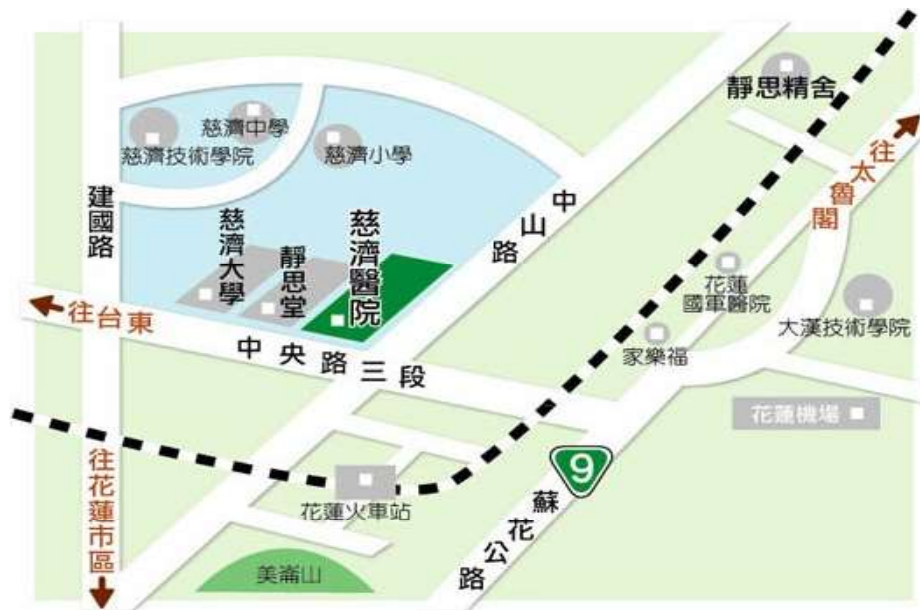 靜思精舍
往太魯閣
慈濟中學
慈濟技術學院
慈濟小學
中山路
建國路
慈濟大學
靜思堂
慈濟醫院
花蓮
國軍醫院
大漢技術學院
往台東
中央路三段
家樂福
花蓮機場
9
往花蓮市區
花蓮火車站
蘇花公路
美崙山